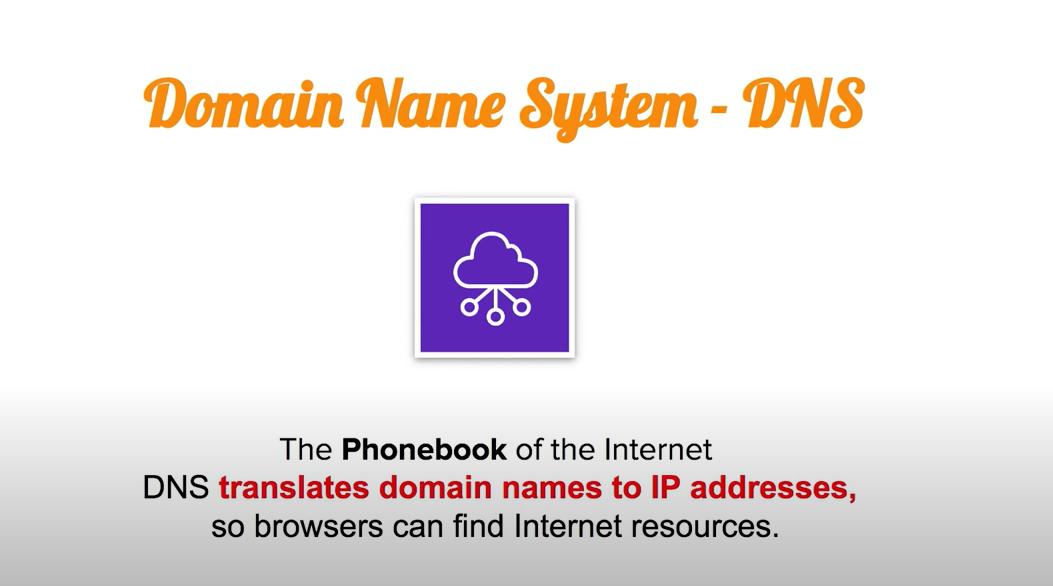 Domain Name System - DNS
The Phonebook of the Internet
DNS translates domain names to IP addresses,
so browsers can find Internet resources.